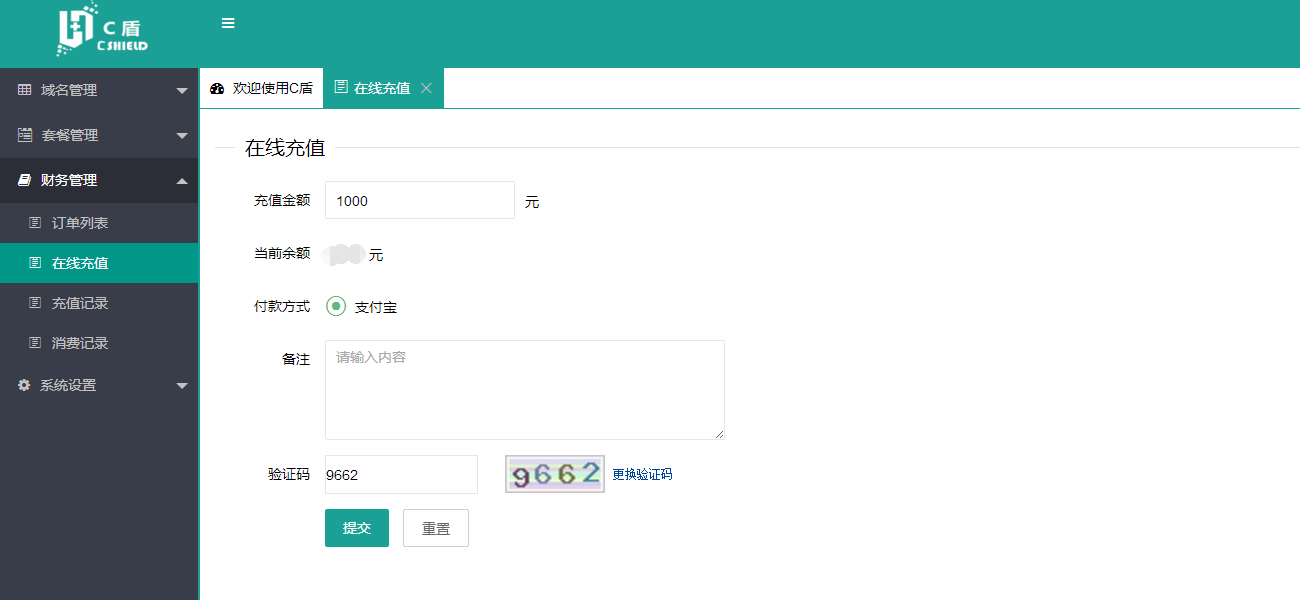 C 盾
C SHIELD
域名管理
套餐管理
财务管理
订单列表
在线充值
充值记录
消费记录
系统设置
欢迎使用C盾
在线充值
在线充值
充值金额 1000 元
当前余额 元
付款方式 支付宝
备注 请输入内容
验证码 9662 9662 更换验证码
提交 重置